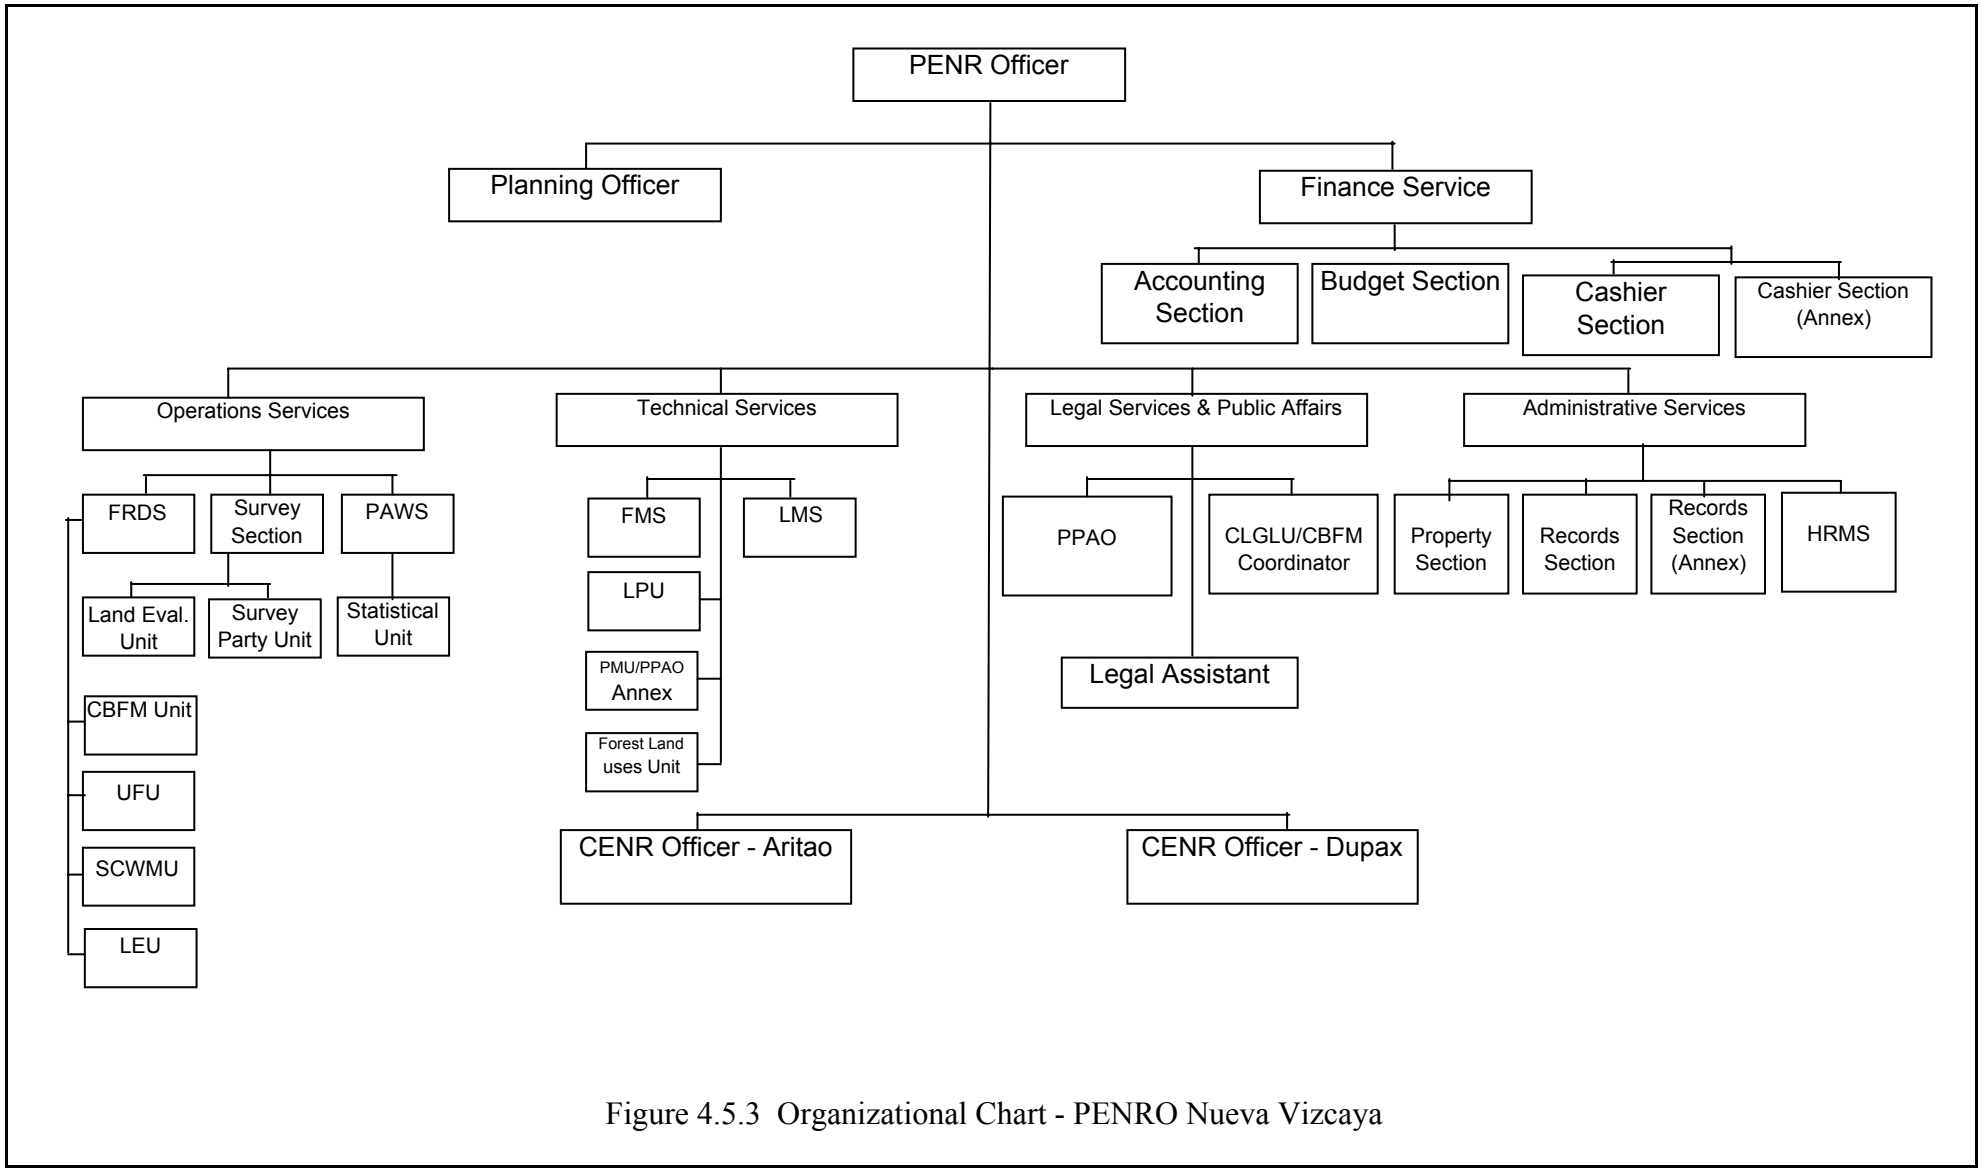 PENR Officer
Planning Officer
Finance Service
Accounting
Section
Budget Section
Cashier
Section
Cashier Section
(Annex)
Operations Services
Technical Services
Legal Services & Public Affairs
Administrative Services
FRDS
Survey
Section
PAWS
FMS
LMS
PPAO
CLGLU/CBFM
Coordinator
Property
Section
Records
Section
Records
Section
(Annex)
HRMS
Land Eval.
Unit
Survey
Party Unit
Statistical
Unit
LPU
PMU/PPAO
Annex
Legal Assistant
CBFM Unit
Forest Land
uses Unit
UFU
SCWMU
LEU
CENR Officer - Aritao
CENR Officer - Dupax
Figure 4.5.3 Organizational Chart - PENRO Nueva Vizcaya